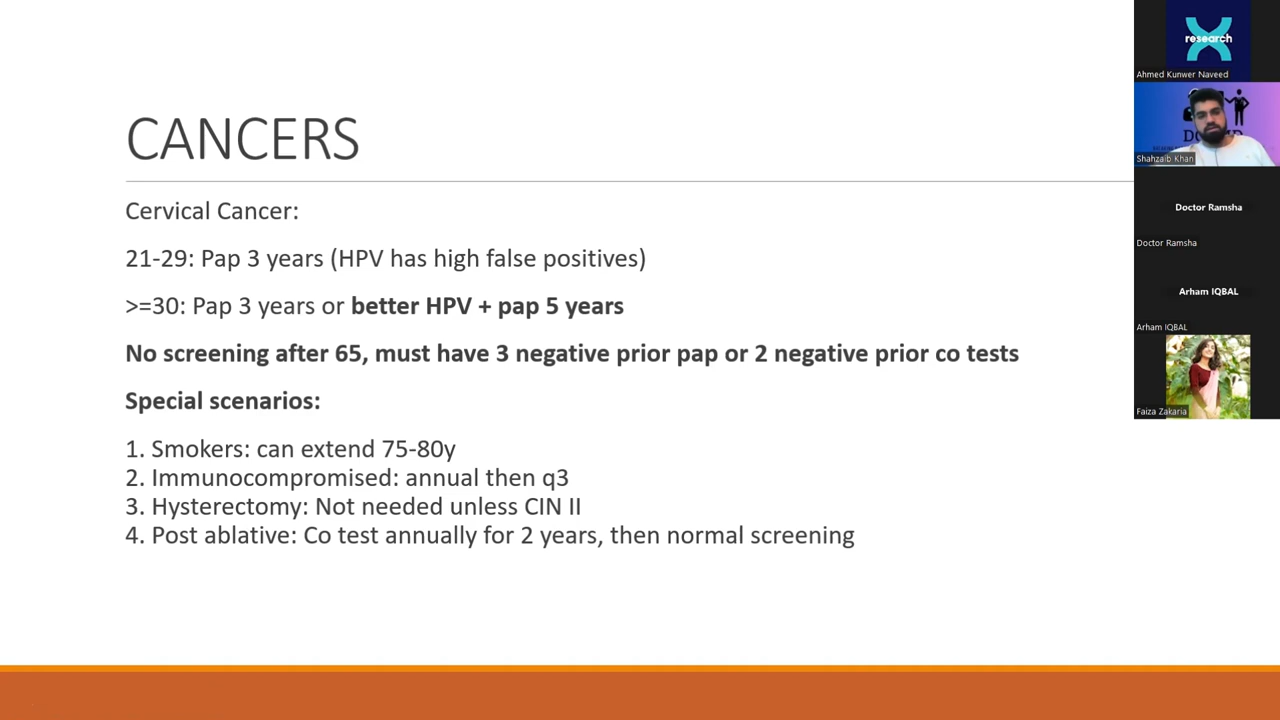 CANCERS
Cervical Cancer:
21-29: Pap 3 years (HPV has high false positives)
>=30: Pap 3 years or better HPV + pap 5 years
No screening after 65, must have 3 negative prior pap or 2 negative prior co tests
Special scenarios:
1. Smokers: can extend 75-80y
2. Immunocompromised: annual then q3
3. Hysterectomy: Not needed unless CIN II
4. Post ablative: Co test annually for 2 years, then normal screening
research
Ahmed Kunwer Naveed
Shahzaib Khan
Doctor Ramsha
Doctor Ramsha
Arham IQBAL
Arham IQBAL
Faiza Zakaria